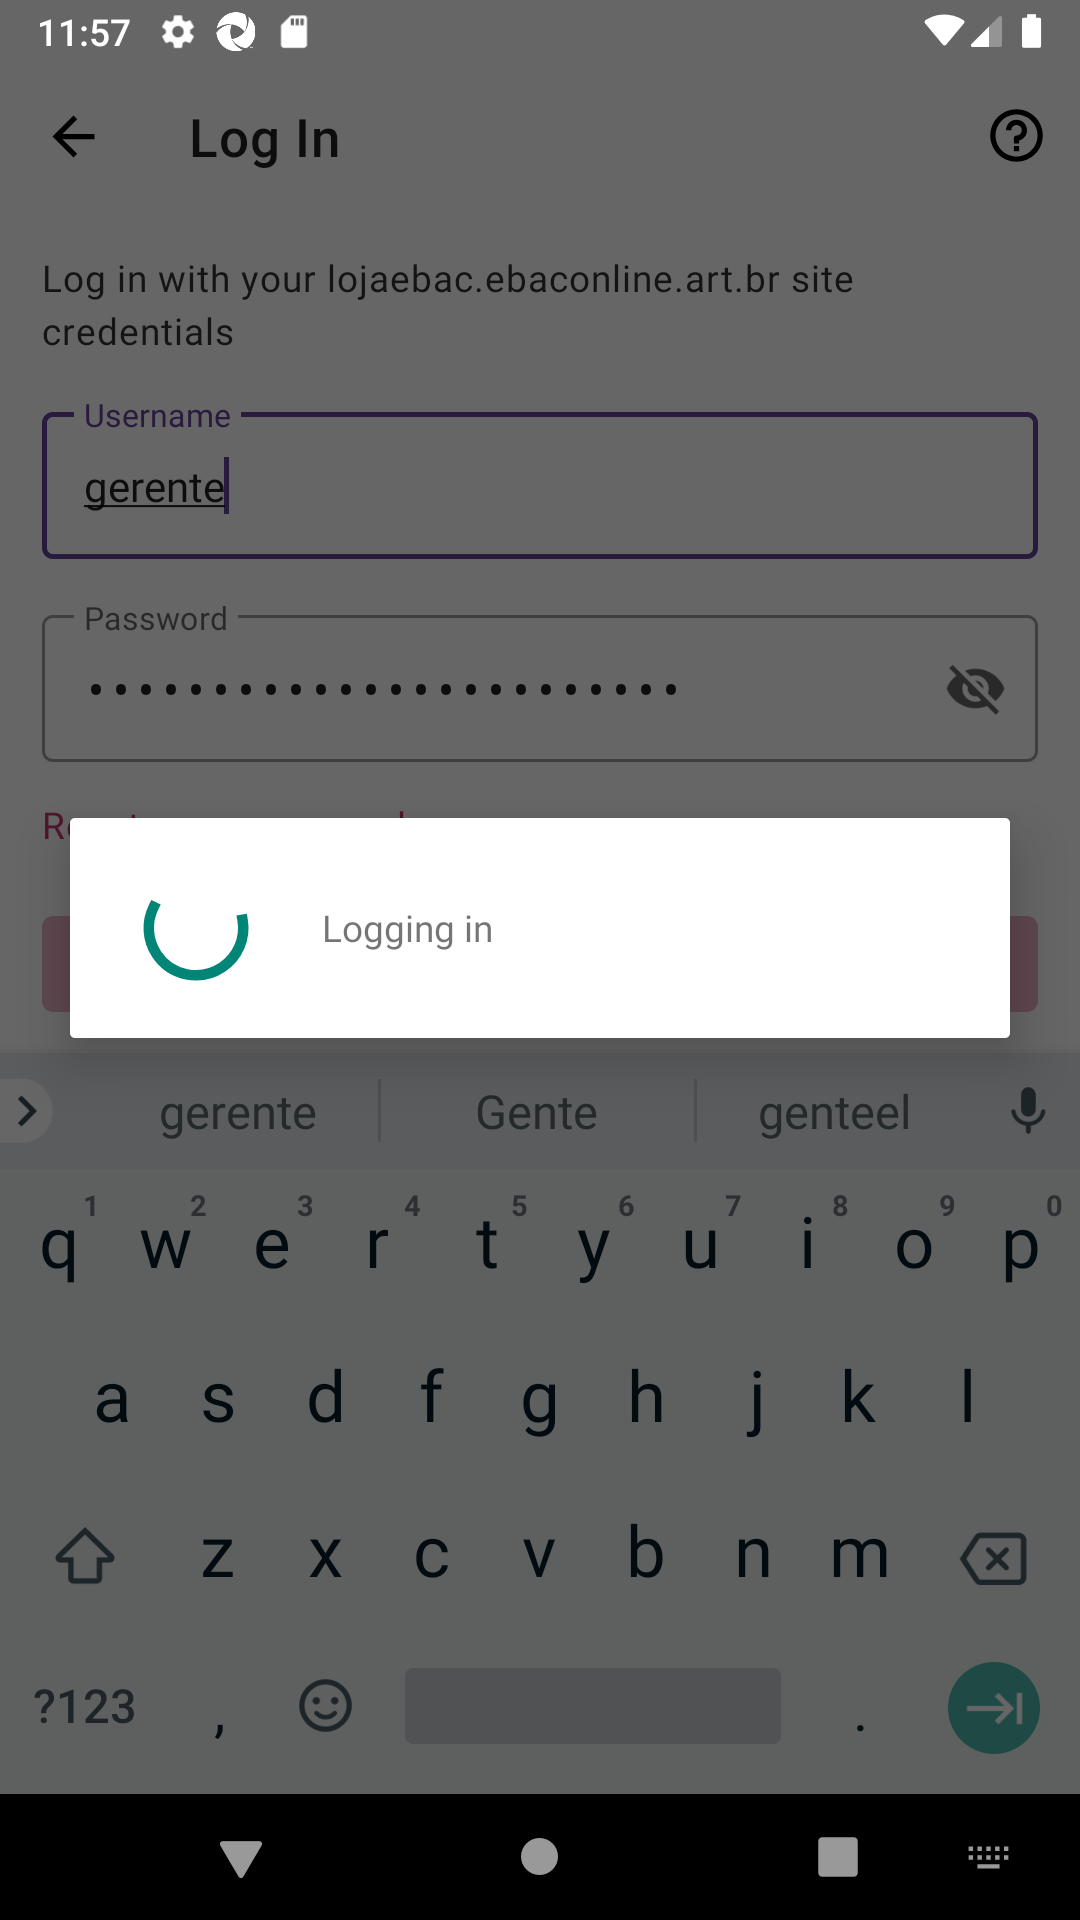 11:57
Log In
Log in with your lojaebac.ebaconline.art.br site
credentials
Username
gerente
Password
••••••••••••••••••••••••
Logging in
gerente Gente genteel
1 2 3 4 5 6 7 8 9 0
q w e r t y u i o p
a s d f g h j k l
z x c v b n m
?123 , .